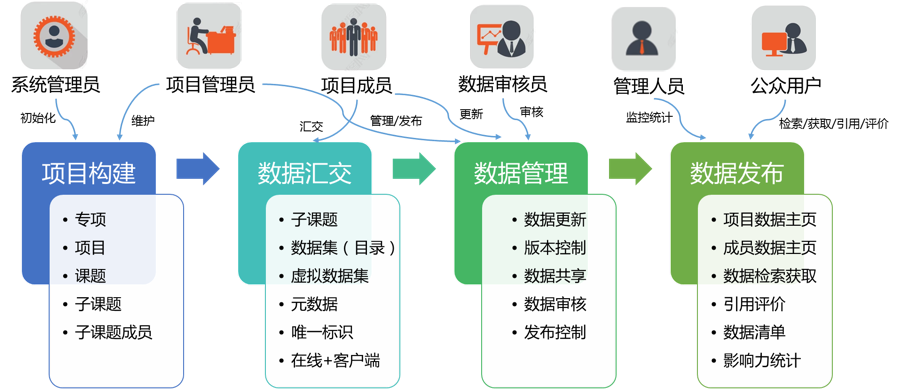 系统管理员
项目管理员
项目成员
数据审核员
管理人员
公众用户
初始化
维护
汇交
管理/发布
更新
审核
监控统计
检索/获取/引用/评价
项目构建
• 专项
• 项目
• 课题
• 子课题
• 子课题成员
数据汇交
• 子课题
• 数据集（目录）
• 虚拟数据集
• 元数据
• 唯一标识
• 在线+客户端
数据管理
• 数据更新
• 版本控制
• 数据共享
• 数据审核
• 发布控制
数据发布
• 项目数据主页
• 成员数据主页
• 数据检索获取
• 引用评价
• 数据清单
• 影响力统计